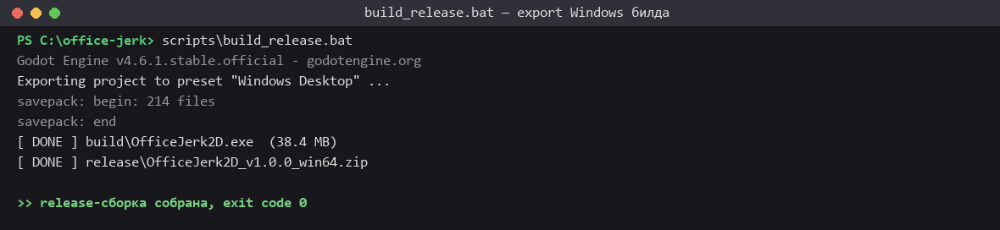 build_release.bat — export Windows билда
PS C:\office-jerk> scripts\build_release.bat
Godot Engine v4.6.1.stable.official - godotengine.org
Exporting project to preset "Windows Desktop" ...
savepack: begin: 214 files
savepack: end
[ DONE ] build\OfficeJerk2D.exe  (38.4 MB)
[ DONE ] release\OfficeJerk2D_v1.0.0_win64.zip
>> release-сборка собрана, exit code 0